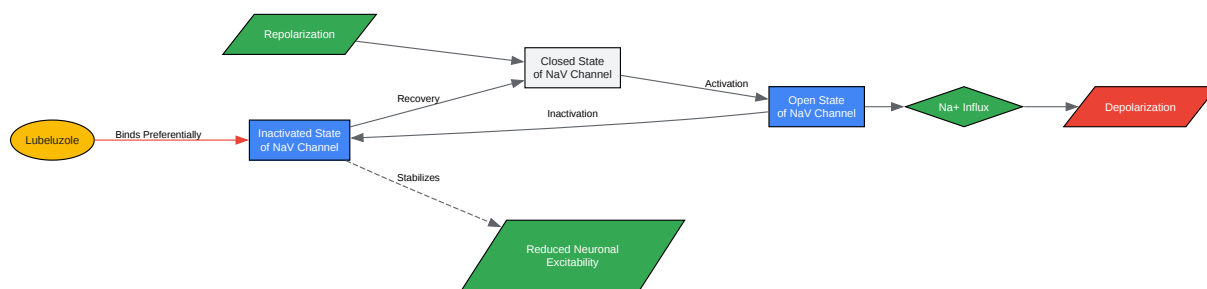 Repolarization
Closed State
of NaV Channel
Activation
Recovery
Open State
of NaV Channel
Na+ Influx
Depolarization
Inactivation
Lubeluzole
Binds Preferentially
Inactivated State
of NaV Channel
Stabilizes
Reduced Neuronal
Excitability